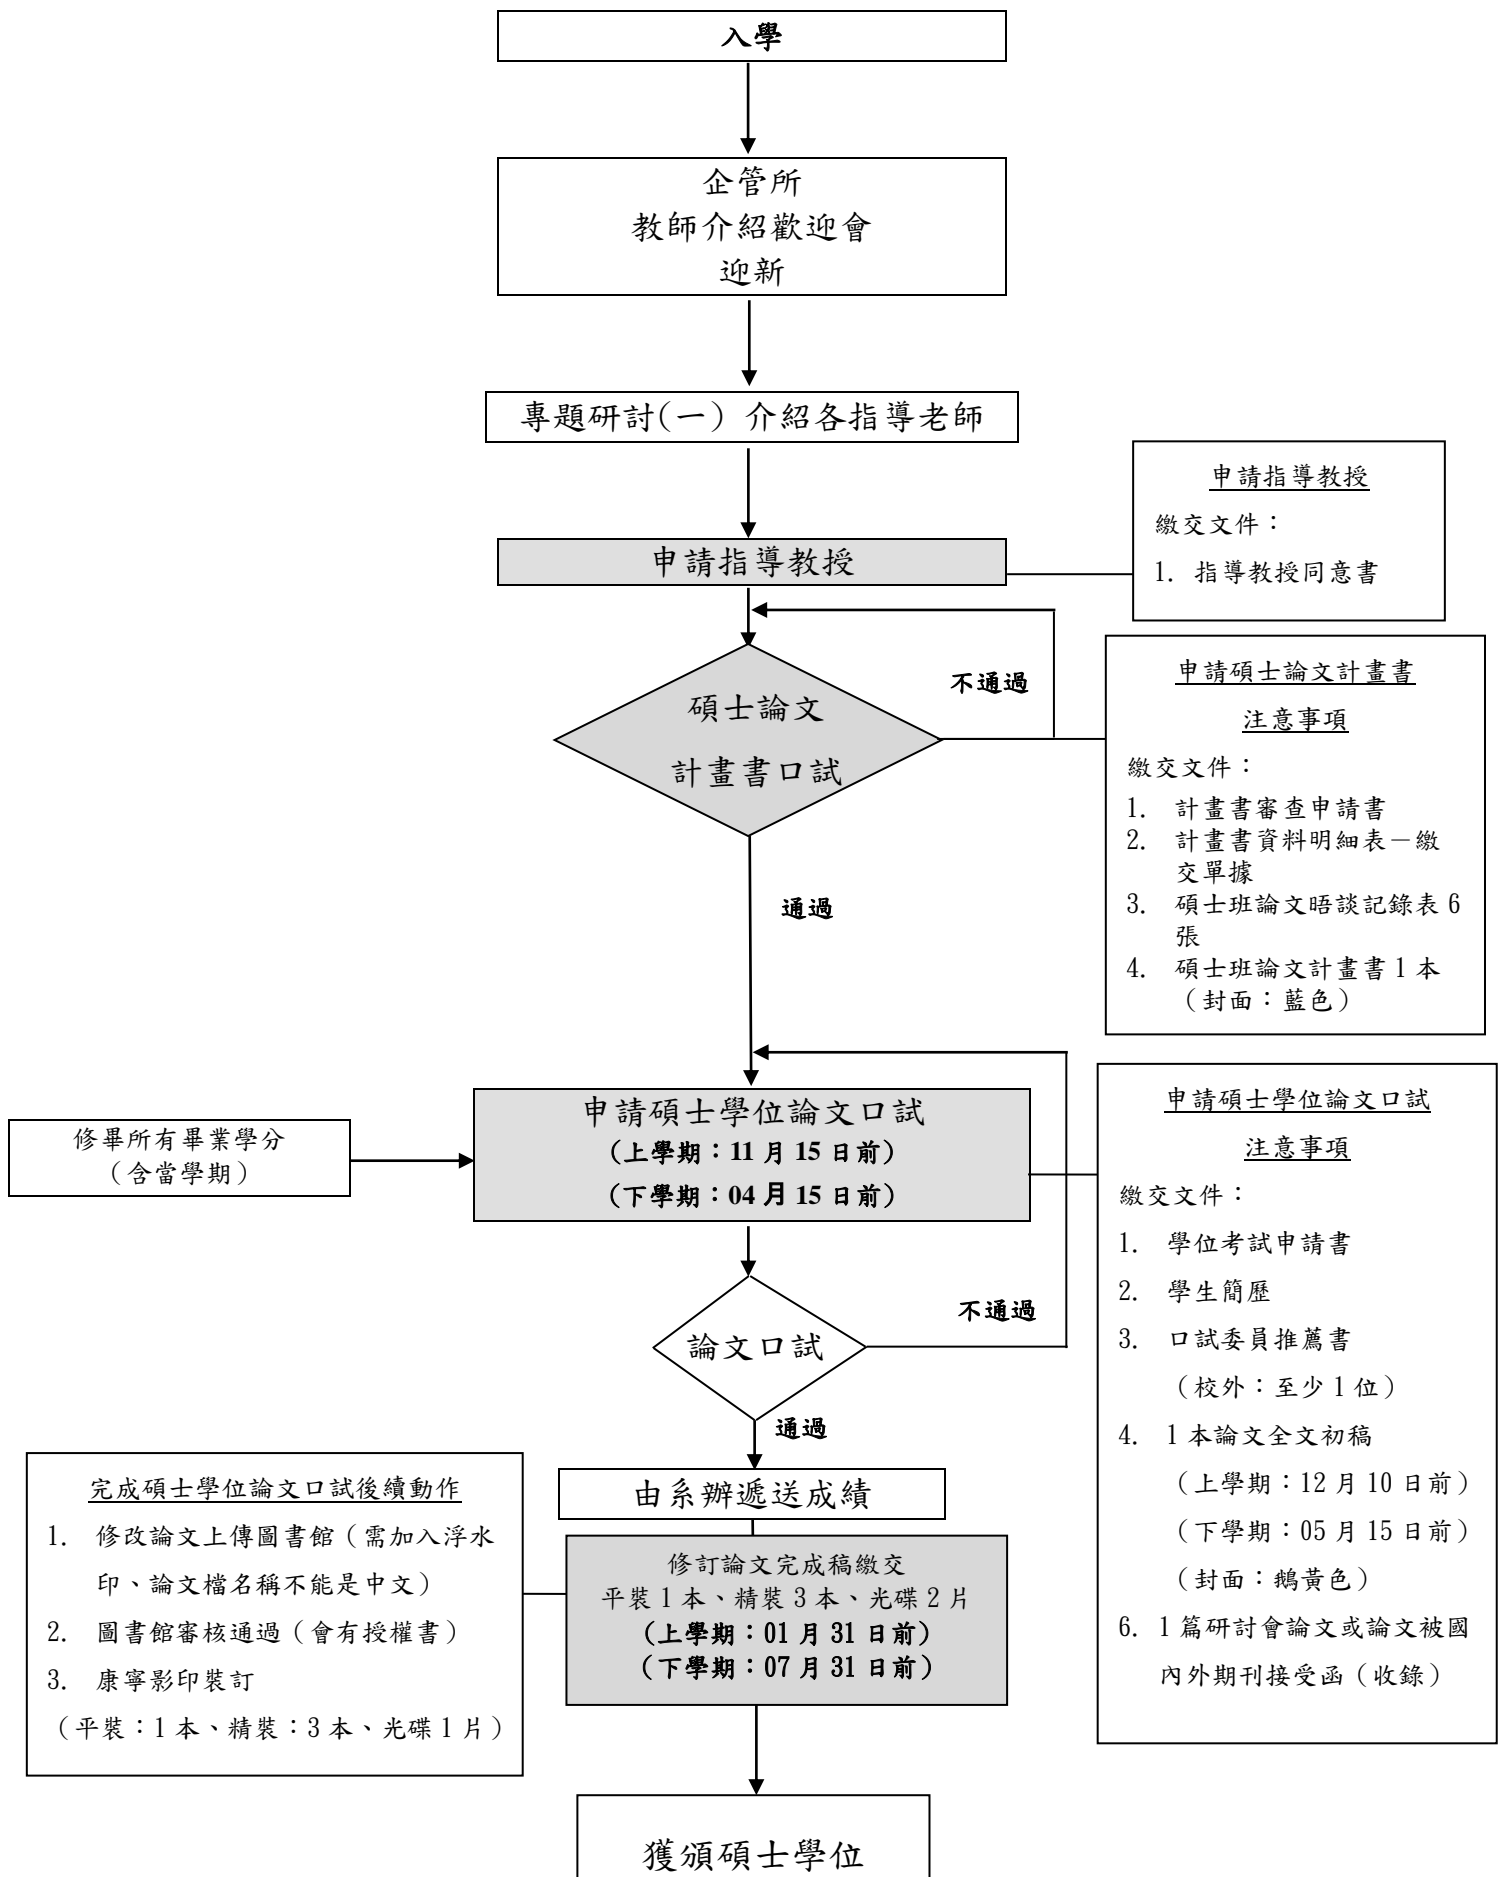 入學
企管所
教師介紹歡迎會
迎新
專題研討(一) 介紹各指導老師
申請指導教授
申請指導教授
繳交文件：
1. 指導教授同意書
不通過
碩士論文
計畫書口試
申請碩士論文計畫書
注意事項
繳交文件：
1. 計畫書審查申請書
2. 計畫書資料明細表－繳
交單據
3. 碩士班論文晤談記錄表 6
張
4. 碩士班論文計畫書 1 本
（封面：藍色）
通過
修畢所有畢業學分
（含當學期）
申請碩士學位論文口試
(上學期：11 月 15 日前)
(下學期：04 月 15 日前)
申請碩士學位論文口試
注意事項
繳交文件：
1. 學位考試申請書
2. 學生簡歷
3. 口試委員推薦書
（校外：至少 1 位）
4. 1 本論文全文初稿
（上學期：12 月 10 日前）
（下學期：05 月 15 日前）
（封面：鵝黃色）
6. 1 篇研討會論文或論文被國
內外期刊接受函（收錄）
不通過
論文口試
通過
由系辦遞送成績
完成碩士學位論文口試後續動作
1. 修改論文上傳圖書館（需加入浮水
印、論文檔名稱不能是中文）
2. 圖書館審核通過（會有授權書）
3. 康寧影印裝訂
（平裝：1 本、精裝：3 本、光碟 1 片）
修訂論文完成稿繳交
平裝 1 本、精裝 3 本、光碟 2 片
(上學期：01 月 31 日前)
(下學期：07 月 31 日前)
獲頒碩士學位